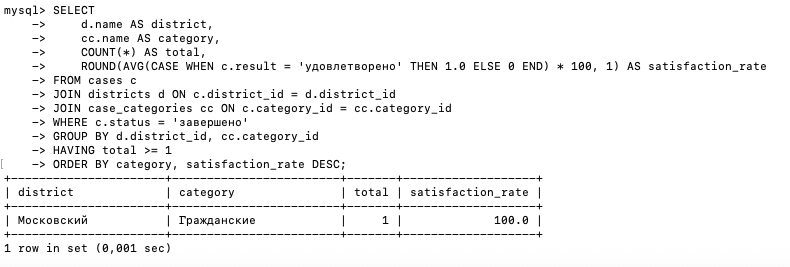 mysql> SELECT
    ->     d.name AS district,
    ->     cc.name AS category,
    ->     COUNT(*) AS total,
    ->     ROUND(AVG(CASE WHEN c.result = 'удовлетворено' THEN 1.0 ELSE 0 END) * 100, 1) AS satisfaction_rate
    -> FROM cases c
    -> JOIN districts d ON c.district_id = d.district_id
    -> JOIN case_categories cc ON c.category_id = cc.category_id
    -> WHERE c.status = 'завершено'
    -> GROUP BY d.district_id, cc.category_id
    -> HAVING total >= 1
[    -> ORDER BY category, satisfaction_rate DESC;
+----------------------+------------------------+-------+-------------------+
| district             | category               | total | satisfaction_rate |
+----------------------+------------------------+-------+-------------------+
| Московский           | Гражданские            |     1 |             100.0 |
+----------------------+------------------------+-------+-------------------+
1 row in set (0,001 sec)